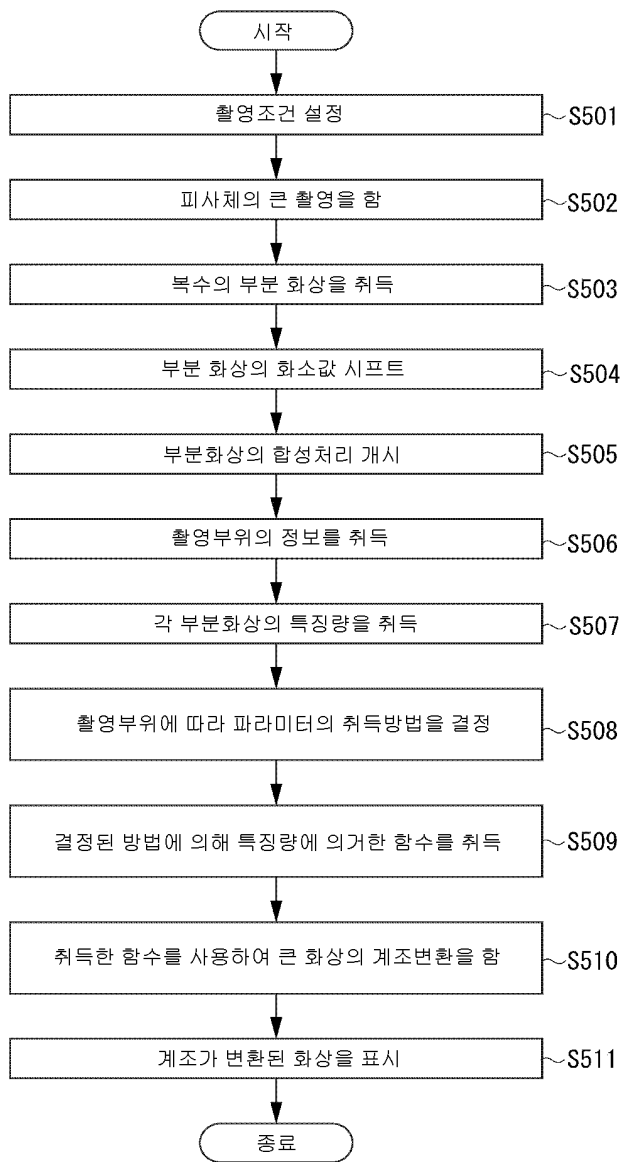 시작
촬영조건 설정 S501
피사체의 큰 촬영을 함 S502
복수의 부분 화상을 취득 S503
부분 화상의 화소값 시프트 S504
부분화상의 합성처리 개시 S505
촬영부위의 정보를 취득 S506
각 부분화상의 특징량을 취득 S507
촬영부위에 따라 파라미터의 취득방법을 결정 S508
결정된 방법에 의해 특징량에 의거한 함수를 취득 S509
취득한 함수를 사용하여 큰 화상의 계조변환을 함 S510
계조가 변환된 화상을 표시 S511
종료